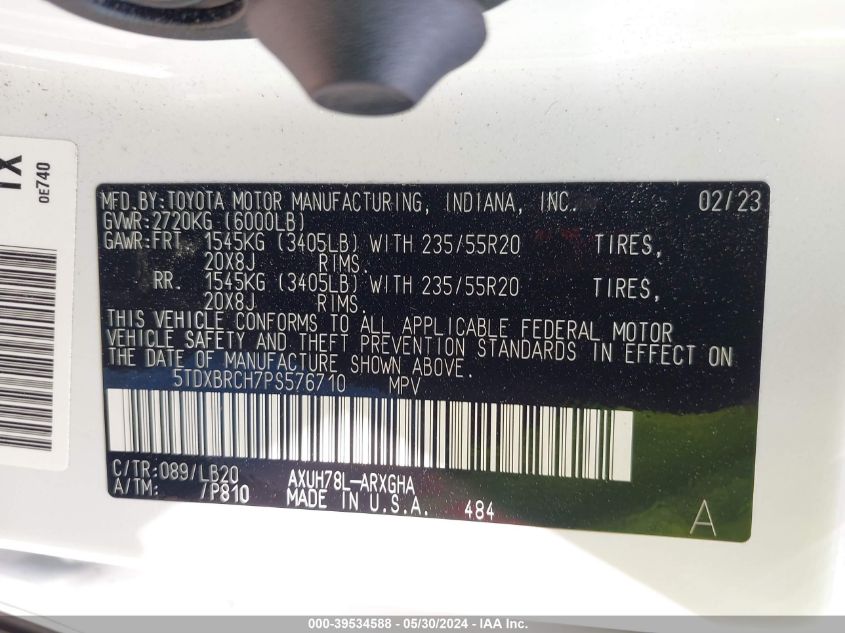 1X
0E740
MFD.BY:TOYOTA MOTOR MANUFACTURING, INDIANA, INC. 02/23
GVWR:2720KG (6000LB)
GAWR:FRT. 1545KG (3405LB) WITH 235/55R20 TIRES,
20X8J RIMS.
RR. 1545KG (3405LB) WITH 235/55R20 TIRES,
20X8J RIMS.
THIS VEHICLE CONFORMS TO ALL APPLICABLE FEDERAL MOTOR
VEHICLE SAFETY AND THEFT PREVENTION STANDARDS IN EFFECT ON
THE DATE OF MANUFACTURE SHOWN ABOVE.
5TDXBRCH7PS576710 MPV
C/TR:089/LB20 AXUH78L-ARXGHA
A/TM: /P810 MADE IN U.S.A. 484 A
000-39534588 - 05/30/2024 - IAA Inc.